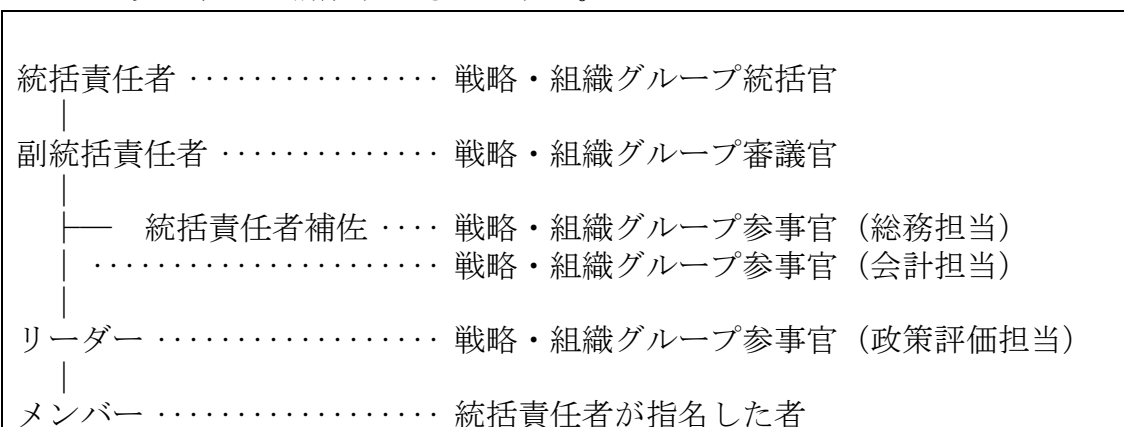 統括責任者 ················ 戦略・組織グループ統括官
副統括責任者 ·············· 戦略・組織グループ審議官
統括責任者補佐 ···· 戦略・組織グループ参事官（総務担当）
······················ 戦略・組織グループ参事官（会計担当）
リーダー ·················· 戦略・組織グループ参事官（政策評価担当）
メンバー ·················· 統括責任者が指名した者